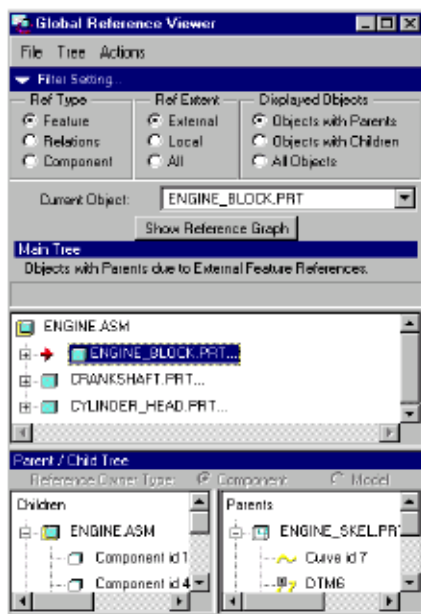 Global Reference Viewer
File Tree Actions
Filter Setting...
Ref Type Ref Extent Displayed Objects
Feature External Objects with Parents
Relations Local Objects with Children
Component All All Objects
Current Object: ENGINE_BLOCK.PRT
Show Reference Graph
Main Tree
Objects with Parents due to External Feature References.
ENGINE.ASM
ENGINE_BLOCK.PRT...
CRANKSHAFT.PRT...
CYLINDER_HEAD.PRT...
Parent / Child Tree
Reference Owner Type: Component Model
Children Parents
ENGINE.ASM ENGINE_SKEL.PRT
Component id 1 Curve id 7
Component id 4 DTM6